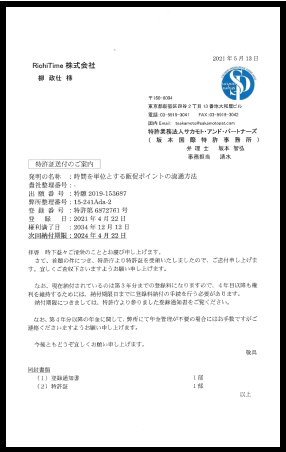 2021年5月13日
RichiTime 株式会社
柳 政仕 様
〒160-0004
東京都新宿区四谷2丁目13番地大和屋ビル
電話 03-5919-3041 FAX 03-5919-3042
国内 Email: tsakamoto@sakamotopat.com
特許業務法人サカモト・アンド・パートナーズ
(坂本国際特許事務所)
弁理士 坂本 智弘
事務担当 清水
特許証送付のご案内
発明の名称 : 時間を単位とする販促ポイントの流通方法
貴社整理番号 : -
出願番号 : 特願 2019-153687
弊所整理番号 : 15-241Ada-2
登録番号 : 特許第 6872761 号
登録日 : 2021 年 4 月 22 日
権利満了日 : 2034 年 12 月 12 日
次回納付期限 : 2024 年 4 月 22 日
拝啓 時下益々ご清栄のこととお慶び申し上げます。
さて、表題の件につき、特許庁より特許証を受領いたしましたので、ご送付申し上げま
す。宜しくご査収下さいますようお願い申し上げます。
なお、現在納付されているのは第3年分までの登録料になりますので、4年目以降も権
利を維持するためには、納付期限日までに登録料納付の手続を行う必要があります。
納付期限につきましては、特許庁より参りました登録通知書をご覧ください。
なお、第4年分以降の年金に関して、弊所にて年金管理が不要の場合にはお手数ですがご
連絡くださいますようお願い申し上げます。
今後ともどうぞ宜しくお願い申し上げます。
敬具
同封書類
(1) 登録通知書 1部
(2) 特許証 1部
以上